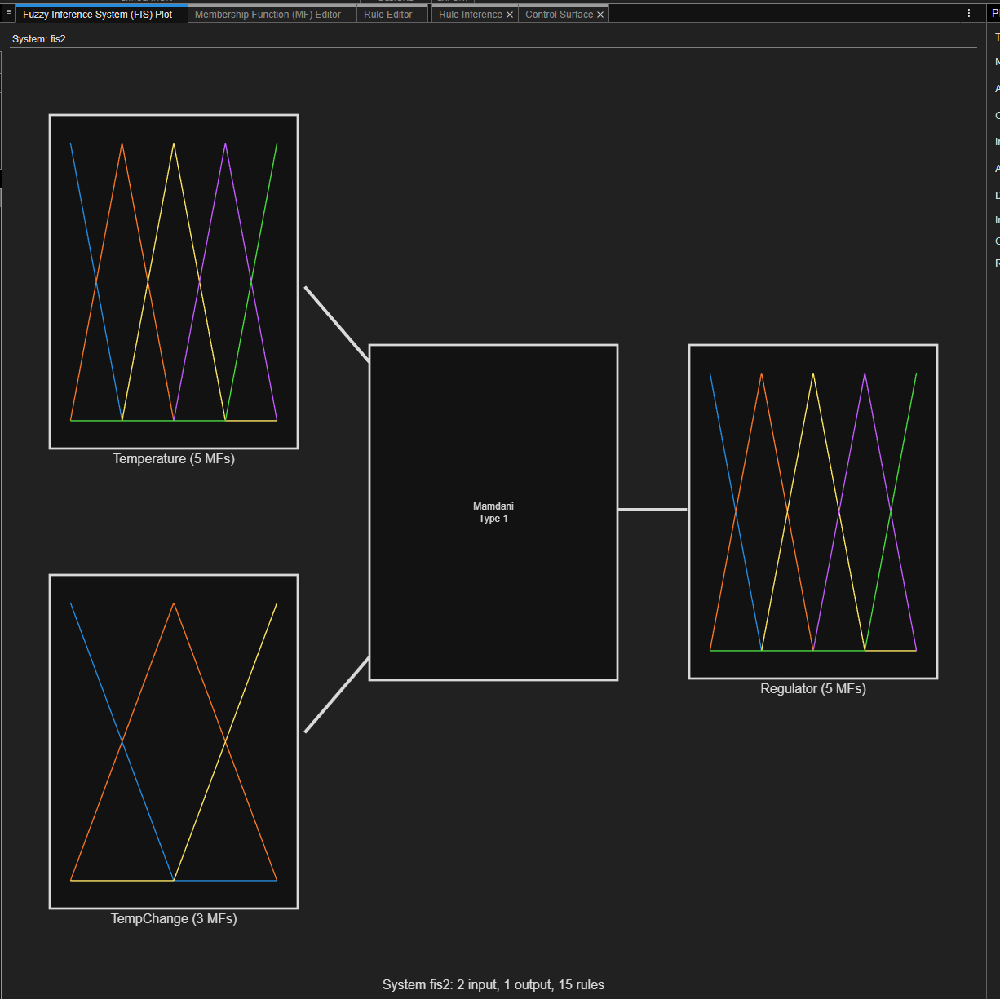 Fuzzy Inference System (FIS) Plot
Membership Function (MF) Editor
Rule Editor
Rule Inference
Control Surface
System: fis2
Temperature (5 MFs)
Mamdani
Type 1
Regulator (5 MFs)
TempChange (3 MFs)
System fis2: 2 input, 1 output, 15 rules